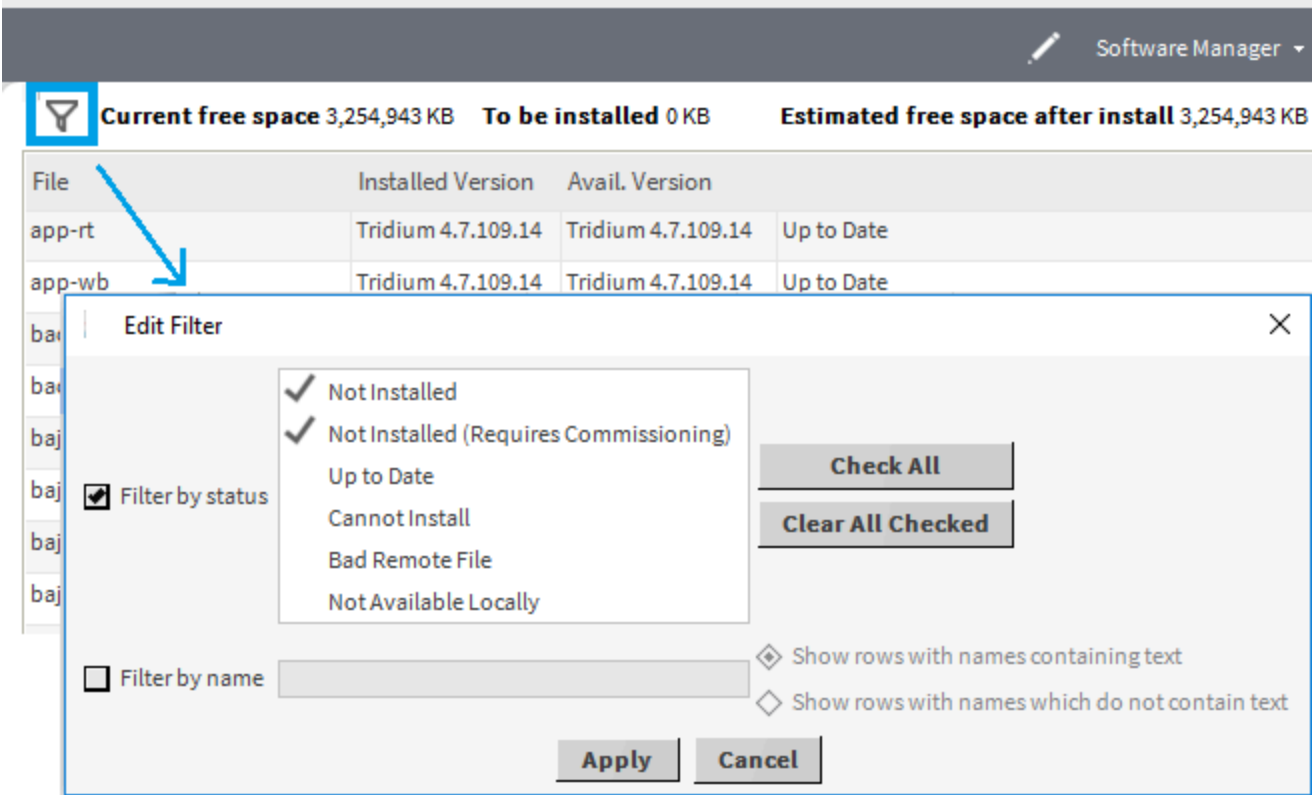 Software Manager
Current free space 3,254,943 KB To be installed 0 KB Estimated free space after install 3,254,943 KB
File Installed Version Avail. Version
app-rt Tridium 4.7.109.14 Tridium 4.7.109.14 Up to Date
app-wb Tridium 4.7.109.14 Tridium 4.7.109.14 Up to Date
Edit Filter
Not Installed
Not Installed (Requires Commissioning)
Up to Date
Cannot Install
Bad Remote File
Not Available Locally
Filter by status
Check All
Clear All Checked
Filter by name
Show rows with names containing text
Show rows with names which do not contain text
Apply Cancel